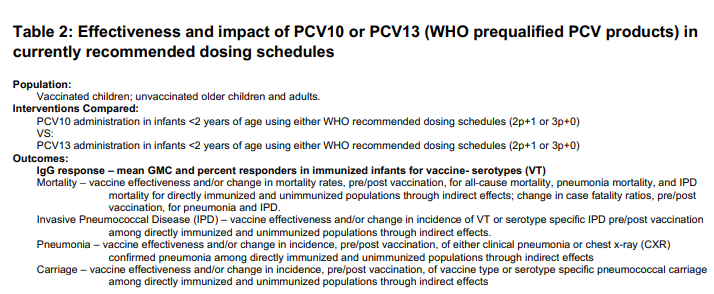 Table 2: Effectiveness and impact of PCV10 or PCV13 (WHO prequalified PCV products) in
currently recommended dosing schedules
Population:
Vaccinated children; unvaccinated older children and adults.
Interventions Compared:
PCV10 administration in infants <2 years of age using either WHO recommended dosing schedules (2p+1 or 3p+0)
VS:
PCV13 administration in infants <2 years of age using either WHO recommended dosing schedules (2p+1 or 3p+0)
Outcomes:
IgG response – mean GMC and percent responders in immunized infants for vaccine- serotypes (VT)
Mortality – vaccine effectiveness and/or change in mortality rates, pre/post vaccination, for all-cause mortality, pneumonia mortality, and IPD
mortality for directly immunized and unimmunized populations through indirect effects; change in case fatality ratios, pre/post
vaccination, for pneumonia and IPD.
Invasive Pneumococcal Disease (IPD) – vaccine effectiveness and/or change in incidence of VT or serotype specific IPD pre/post vaccination
among directly immunized and unimmunized populations through indirect effects.
Pneumonia – vaccine effectiveness and/or change in incidence, pre/post vaccination, of either clinical pneumonia or chest x-ray (CXR)
confirmed pneumonia among directly immunized and unimmunized populations through indirect effects
Carriage – vaccine effectiveness and/or change in incidence, pre/post vaccination, of vaccine type or serotype specific pneumococcal carriage
among directly immunized and unimmunized populations through indirect effects